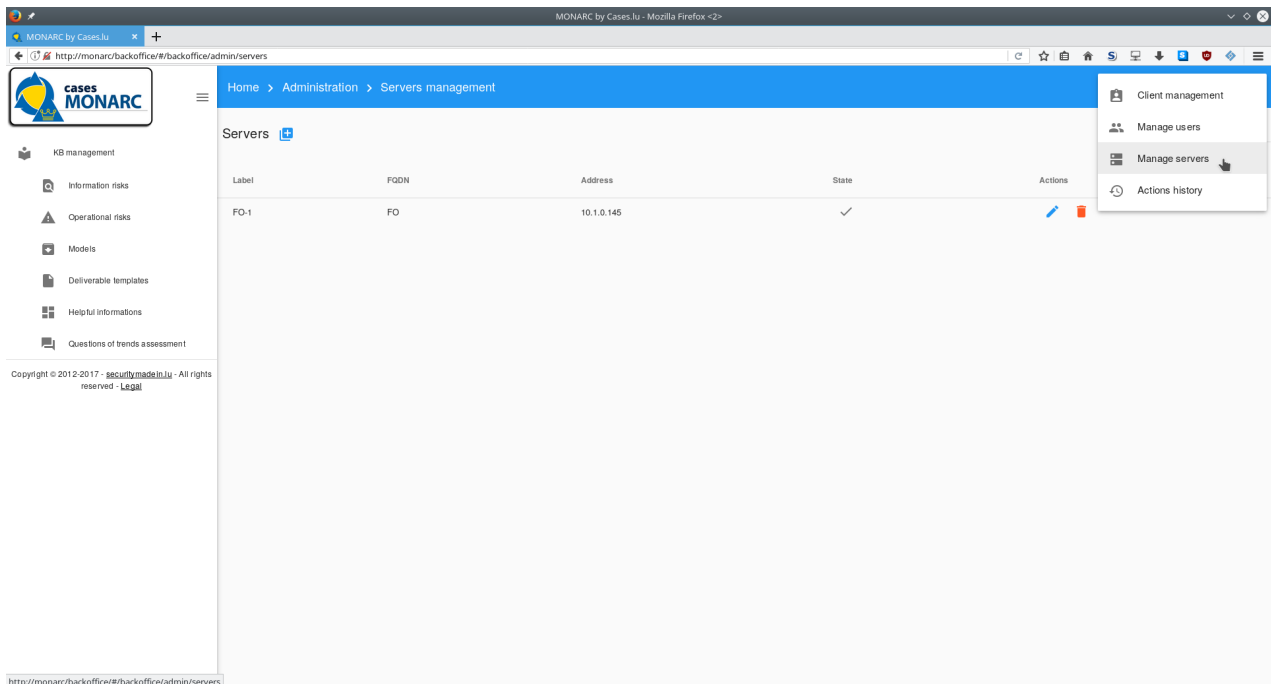 MONARC by Cases.lu - Mozilla Firefox <2>
MONARC by Cases.lu
http://monarc/backoffice/#/backoffice/admin/servers
cases
MONARC
Home > Administration > Servers management
Client management
Manage users
Manage servers
Actions history
Servers
KB management
Information risks
Operational risks
Models
Deliverable templates
Helpful informations
Questions of trends assessment
Copyright © 2012-2017 - securitymadein.lu - All rights
reserved - Legal
Label FQDN Address State Actions
FO-1 FO 10.1.0.145
http://monarc/backoffice/#/backoffice/admin/servers